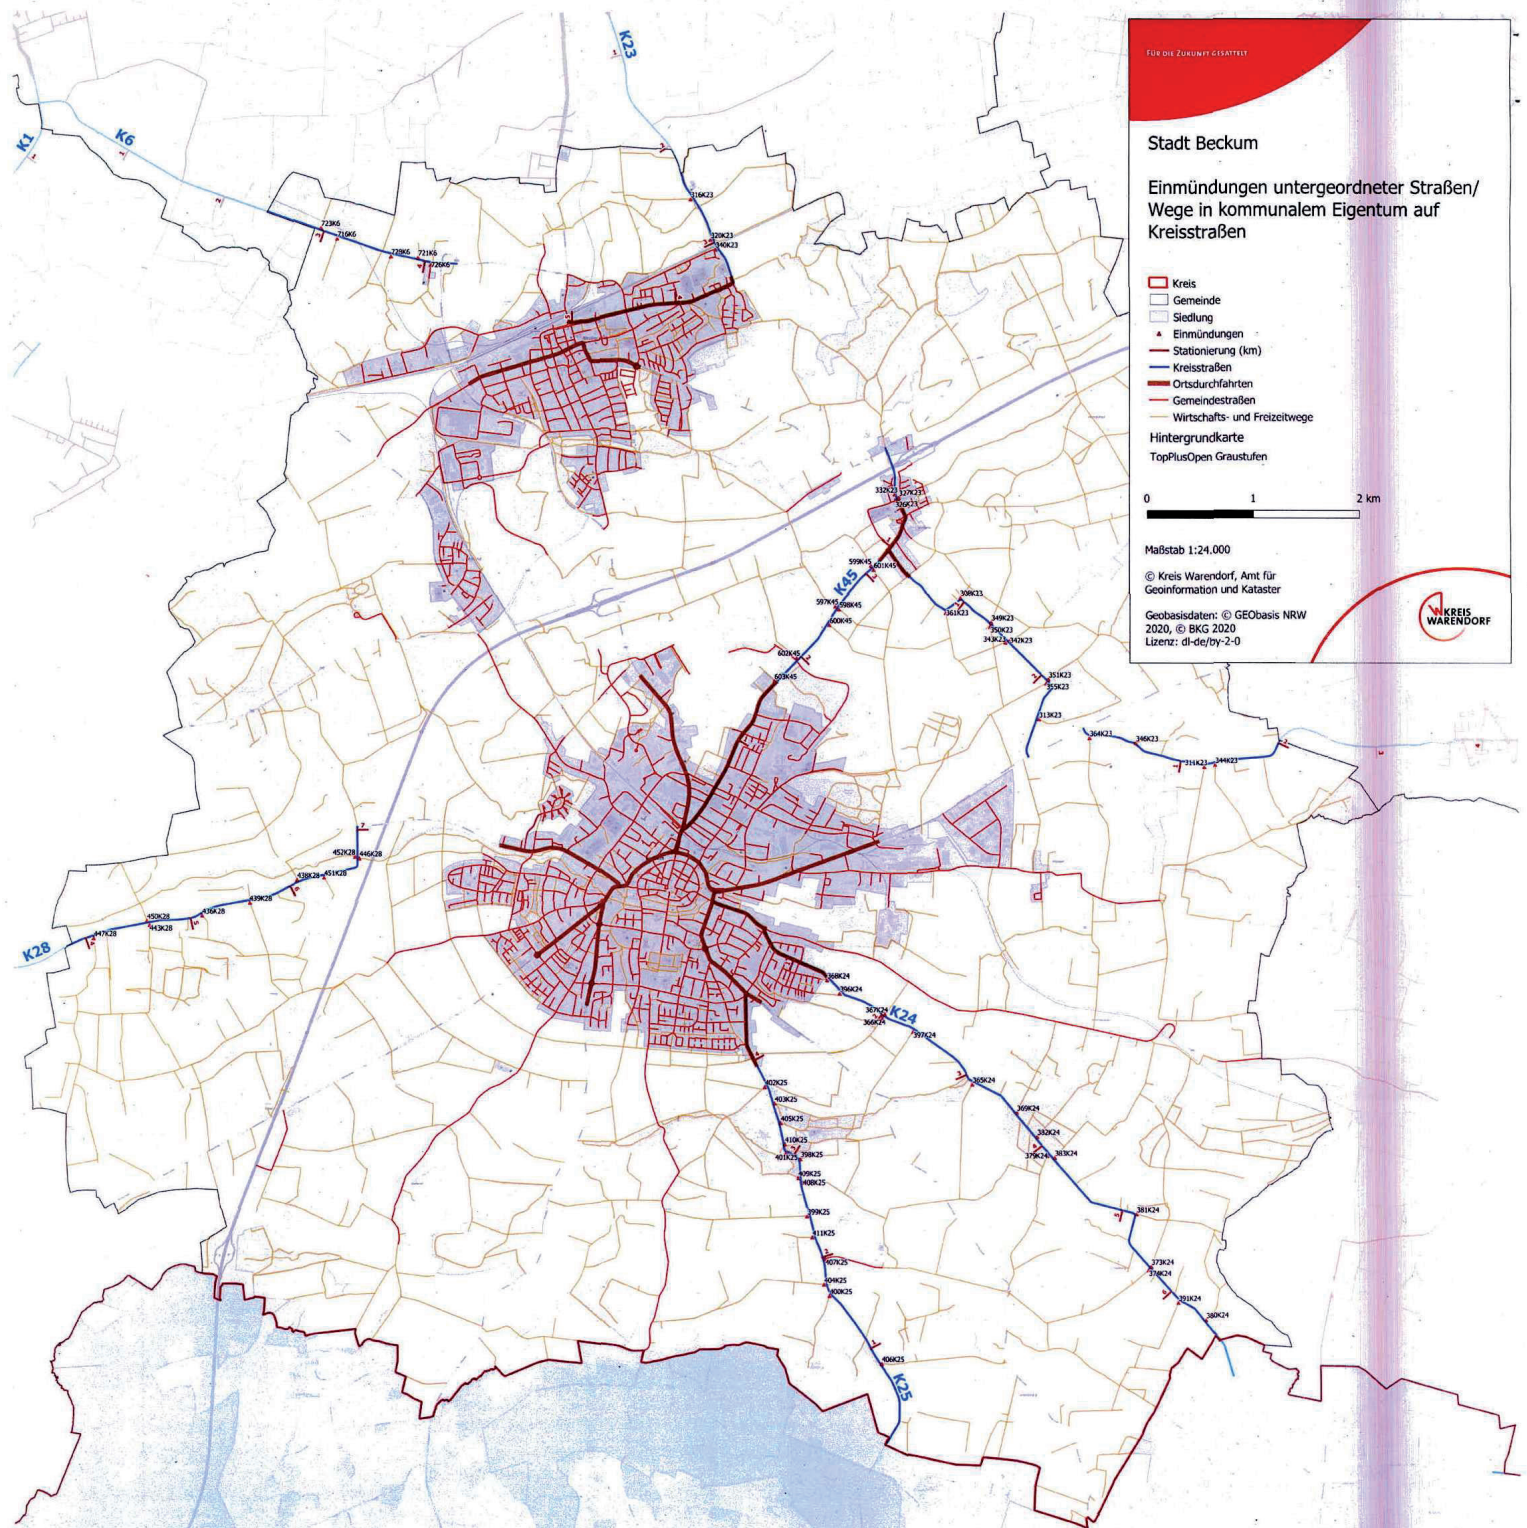 FÜR DIE ZUKUNFT GESATTELT
Stadt Beckum
Einmündungen untergeordneter Straßen/
Wege in kommunalem Eigentum auf
Kreisstraßen
Kreis
Gemeinde
Siedlung
Einmündungen
Stationierung (km)
Kreisstraßen
Ortsdurchfahrten
Gemeindestraßen
Wirtschafts- und Freizeitwege
Hintergrundkarte
TopPlusOpen Graustufen
0 1 2 km
Maßstab 1:24.000
© Kreis Warendorf, Amt für
Geoinformation und Kataster
Geobasisdaten: © GEObasis NRW
2020, © BKG 2020
Lizenz: dl-de/by-2-0
KREIS
WARENDORF
K23
K1
K6
316K23
723K6
716K6
320K23
340K23
728K6
721K6
726K6
332K23
327K23
326K23
599K45
601K45
K45
597K45
598K45
600K45
308K23
361K23
349K23
350K23
343K23
342K23
602K45
603K45
351K23
355K23
313K23
364K23
346K23
311K23
344K23
452K28
446K28
438K28
451K28
439K28
436K28
450K28
443K28
447K28
K28
368K24
396K24
367K24
366K24
K24
397K24
365K24
369K24
382K24
379K24
383K24
381K24
373K24
374K24
391K24
380K24
402K25
403K25
405K25
410K25
401K25
398K25
409K25
408K25
399K25
411K25
407K25
404K25
400K25
406K25
K25